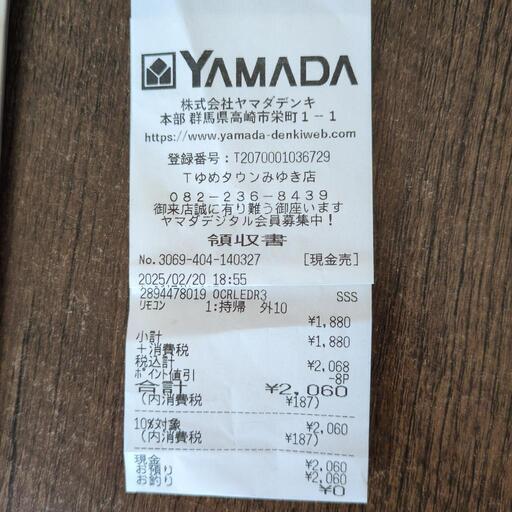 YAMADA
株式会社ヤマダデンキ
本部 群馬県高崎市栄町1-1
https://www.yamada-denkiweb.com
登録番号:T2070001036729
Tゆめタウンみゆき店
082-236-8439
御来店誠に有り難う御座います
ヤマダデジタル会員募集中!
領収書
No.3069-404-140327 [現金売]
2025/02/20 18:55
2894478019 OCRLEDR3 SSS
リモコン 1:持帰 外10
¥1,880
小計 ¥1,880
+消費税
税込計 ¥2,068
ポイント値引 -8P
合計 ¥2,060
(内消費税 ¥187)
10%対象 ¥2,060
(内消費税 ¥187)
現金 ¥2,060
お預り ¥2,060
お釣り ¥0